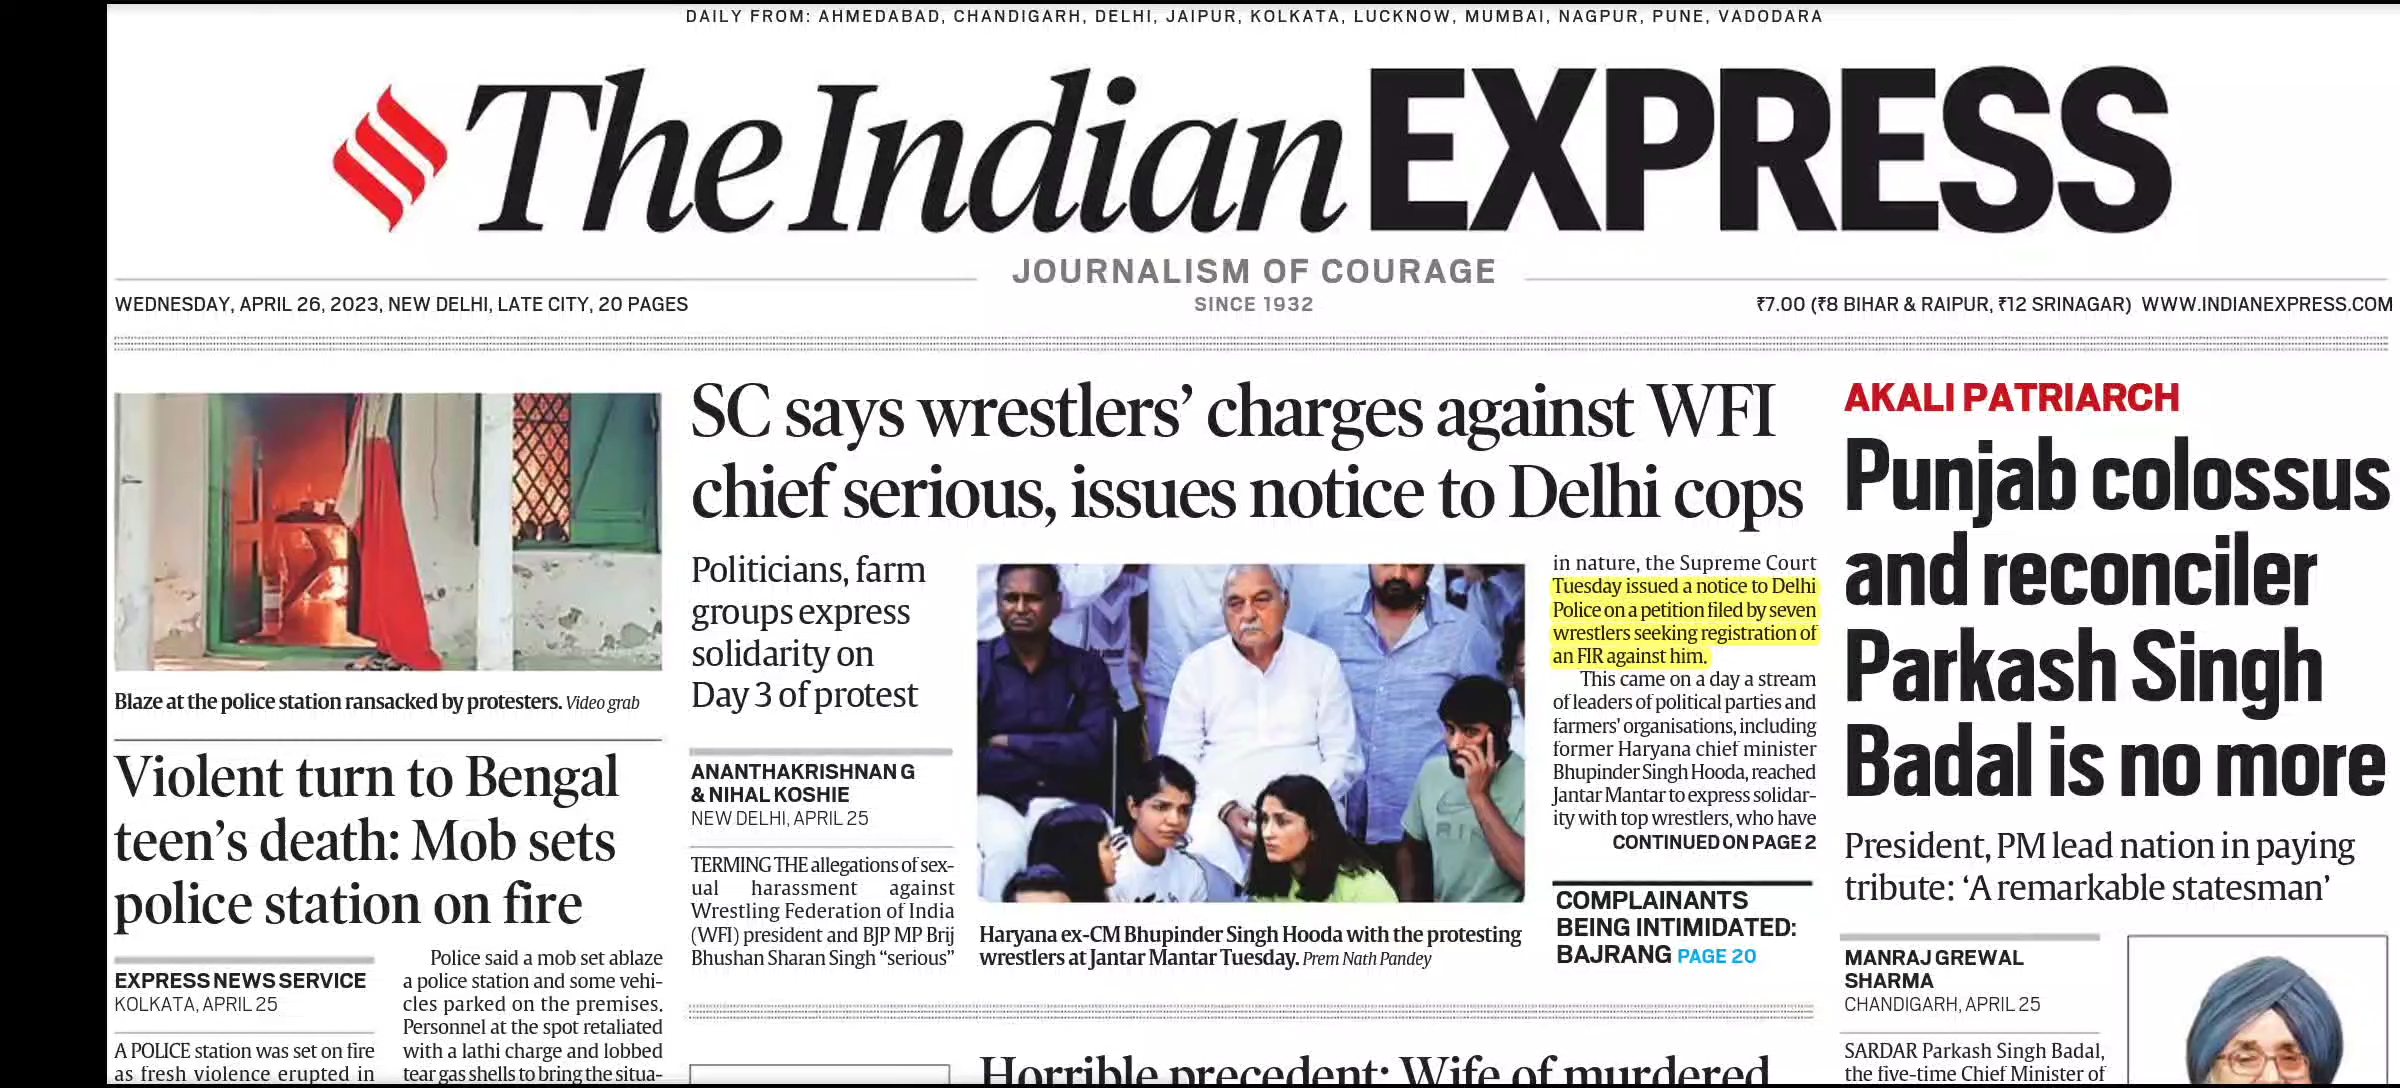 DAILY FROM: AHMEDABAD, CHANDIGARH, DELHI, JAIPUR, KOLKATA, LUCKNOW, MUMBAI, NAGPUR, PUNE, VADODARA
The Indian EXPRESS
JOURNALISM OF COURAGE
SINCE 1932
WEDNESDAY, APRIL 26, 2023, NEW DELHI, LATE CITY, 20 PAGES
₹7.00 (₹8 BIHAR & RAIPUR, ₹12 SRINAGAR) WWW.INDIANEXPRESS.COM
Blaze at the police station ransacked by protesters. Video grab
Violent turn to Bengal
teen's death: Mob sets
police station on fire
EXPRESS NEWS SERVICE
KOLKATA, APRIL 25
A POLICE station was set on fire
as fresh violence erupted in
Police said a mob set ablaze
a police station and some vehi-
cles parked on the premises.
Personnel at the spot retaliated
with a lathi charge and lobbed
tear gas shells to bring the situa-
SC says wrestlers' charges against WFI
chief serious, issues notice to Delhi cops
Politicians, farm
groups express
solidarity on
Day 3 of protest
ANANTHAKRISHNAN G
& NIHAL KOSHIE
NEW DELHI, APRIL 25
TERMING THE allegations of sex-
ual harassment against
Wrestling Federation of India
(WFI) president and BJP MP Brij
Bhushan Sharan Singh “serious”
Haryana ex-CM Bhupinder Singh Hooda with the protesting
wrestlers at Jantar Mantar Tuesday. Prem Nath Pandey
in nature, the Supreme Court
Tuesday issued a notice to Delhi
Police on a petition filed by seven
wrestlers seeking registration of
an FIR against him.
This came on a day a stream
of leaders of political parties and
farmers' organisations, including
former Haryana chief minister
Bhupinder Singh Hooda, reached
Jantar Mantar to express solidar-
ity with top wrestlers, who have
CONTINUED ON PAGE 2
COMPLAINANTS
BEING INTIMIDATED:
BAJRANG PAGE 20
Horrible precedent: Wife of murdered
AKALI PATRIARCH
Punjab colossus
and reconciler
Parkash Singh
Badal is no more
President, PM lead nation in paying
tribute: ‘A remarkable statesman’
MANRAJ GREWAL
SHARMA
CHANDIGARH, APRIL 25
SARDAR Parkash Singh Badal,
the five-time Chief Minister of